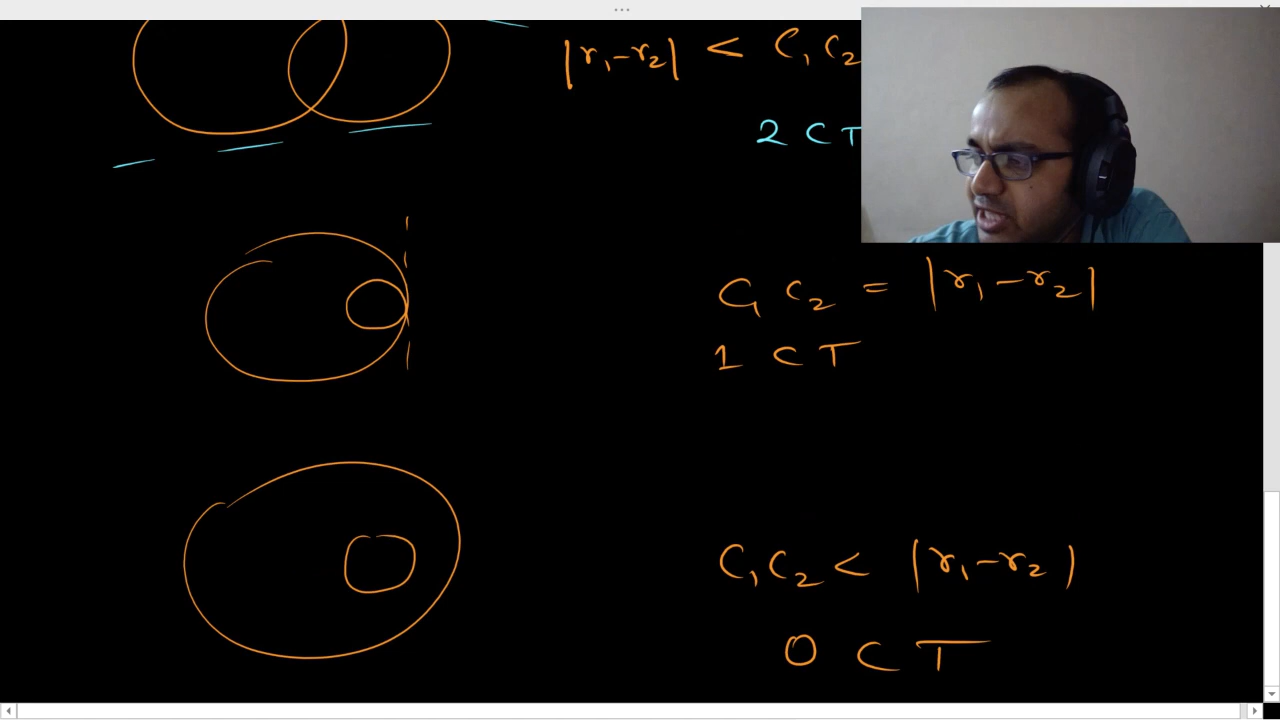 |r₁-r₂| < C₁C₂
2 CT
C₁C₂ = |r₁-r₂|
1 CT
C₁C₂ < |r₁-r₂|
0 CT